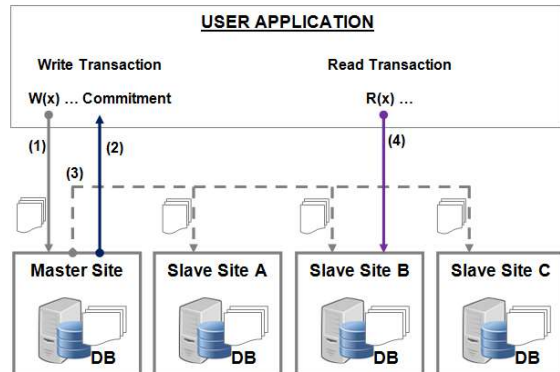 USER APPLICATION
Write Transaction
Read Transaction
W(x) ... Commitment
R(x) ...
(1)
(2)
(4)
(3)
Master Site
Slave Site A
Slave Site B
Slave Site C
DB
DB
DB
DB